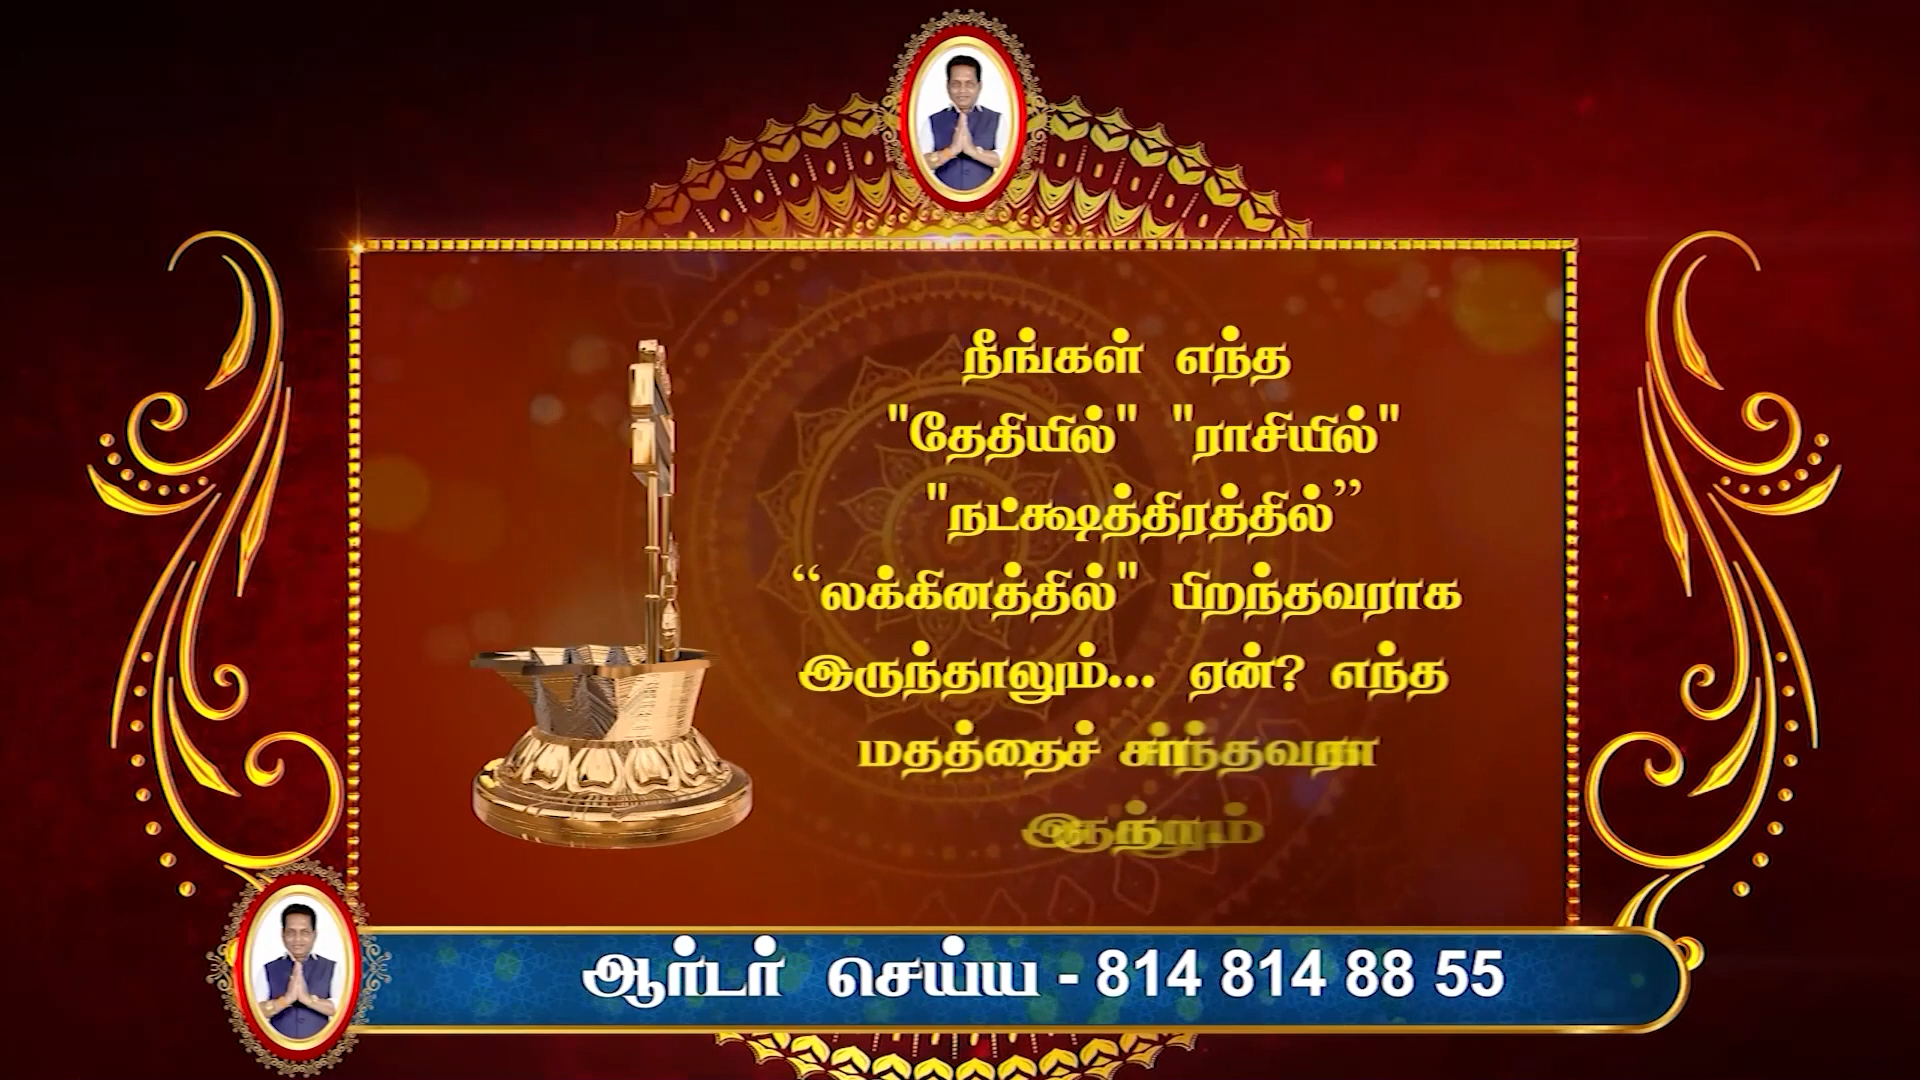 நீங்கள் எந்த
"தேதியில்" "ராசியில்"
"நட்க்ஷத்திரத்தில்”
“லக்கினத்தில்" பிறந்தவராக
இருந்தாலும்... ஏன்? எந்த
மதத்தைச்
ஆர்டர் செய்ய - 814 814 88 55